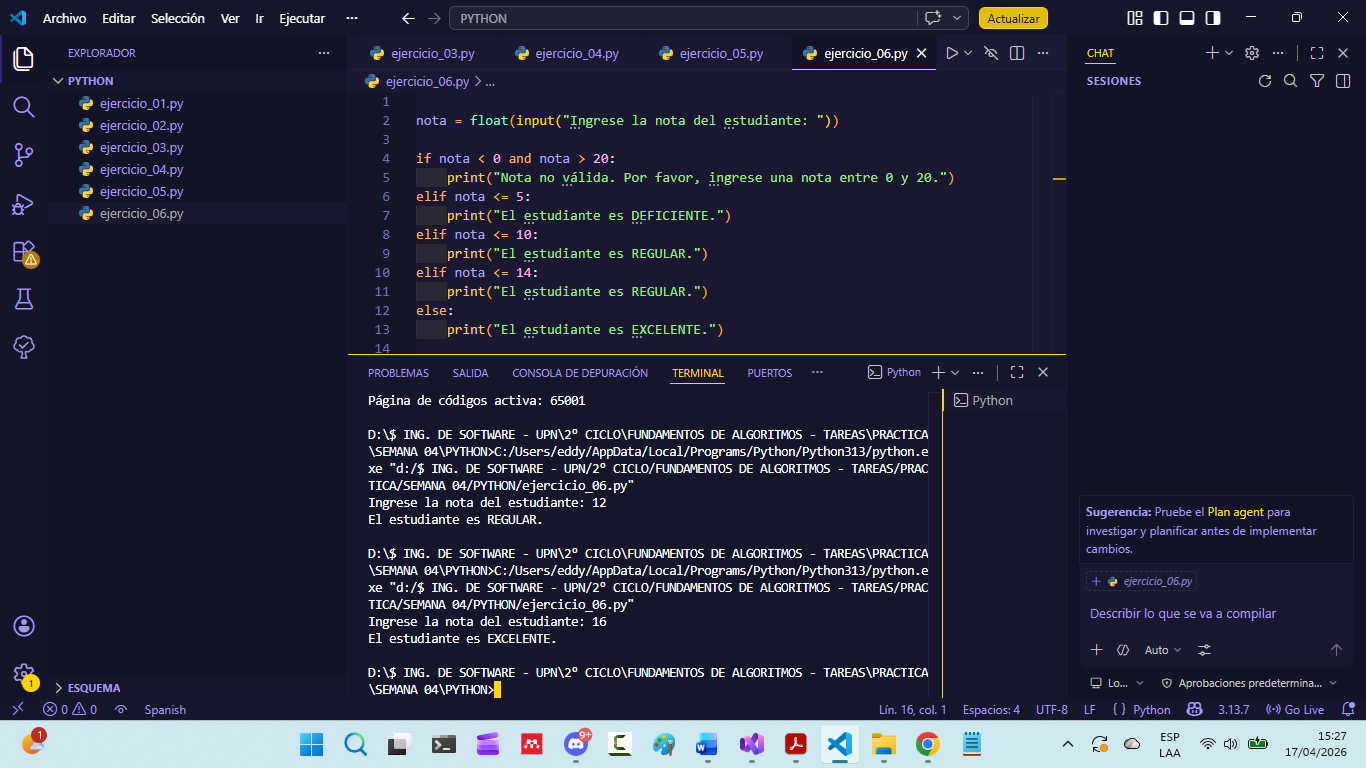 Archivo Editar Selección Ver Ir Ejecutar ··· PYTHON Actualizar
EXPLORADOR ···
PYTHON
ejercicio_01.py
ejercicio_02.py
ejercicio_03.py
ejercicio_04.py
ejercicio_05.py
ejercicio_06.py
ESQUEMA
ejercicio_03.py ejercicio_04.py ejercicio_05.py ejercicio_06.py
ejercicio_06.py > ...
1
2 nota = float(input("Ingrese la nota del estudiante: "))
3
4 if nota < 0 and nota > 20:
5 print("Nota no válida. Por favor, ingrese una nota entre 0 y 20.")
6 elif nota <= 5:
7 print("El estudiante es DEFICIENTE.")
8 elif nota <= 10:
9 print("El estudiante es REGULAR.")
10 elif nota <= 14:
11 print("El estudiante es REGULAR.")
12 else:
13 print("El estudiante es EXCELENTE.")
14
PROBLEMAS SALIDA CONSOLA DE DEPURACIÓN TERMINAL PUERTOS ··· Python
Python
Página de códigos activa: 65001
D:\$ ING. DE SOFTWARE - UPN\2º CICLO\FUNDAMENTOS DE ALGORITMOS - TAREAS\PRACTICA
\SEMANA 04\PYTHON>C:/Users/eddy/AppData/Local/Programs/Python/Python313/python.e
xe "d:/$ ING. DE SOFTWARE - UPN/2º CICLO/FUNDAMENTOS DE ALGORITMOS - TAREAS/PRAC
TICA/SEMANA 04/PYTHON/ejercicio_06.py"
Ingrese la nota del estudiante: 12
El estudiante es REGULAR.
D:\$ ING. DE SOFTWARE - UPN\2º CICLO\FUNDAMENTOS DE ALGORITMOS - TAREAS\PRACTICA
\SEMANA 04\PYTHON>C:/Users/eddy/AppData/Local/Programs/Python/Python313/python.e
xe "d:/$ ING. DE SOFTWARE - UPN/2º CICLO/FUNDAMENTOS DE ALGORITMOS - TAREAS/PRAC
TICA/SEMANA 04/PYTHON/ejercicio_06.py"
Ingrese la nota del estudiante: 16
El estudiante es EXCELENTE.
D:\$ ING. DE SOFTWARE - UPN\2º CICLO\FUNDAMENTOS DE ALGORITMOS - TAREAS\PRACTICA
\SEMANA 04\PYTHON>
CHAT
SESIONES
Sugerencia: Pruebe el Plan agent para
investigar y planificar antes de implementar
cambios.
ejercicio_06.py
Describir lo que se va a compilar
Auto
Lo... Aprobaciones predetermina...
1
0 0 Spanish Lín. 16, col. 1 Espacios: 4 UTF-8 LF { } Python 3.13.7 Go Live
1 9+ ESP
LAA
15:27
17/04/2026